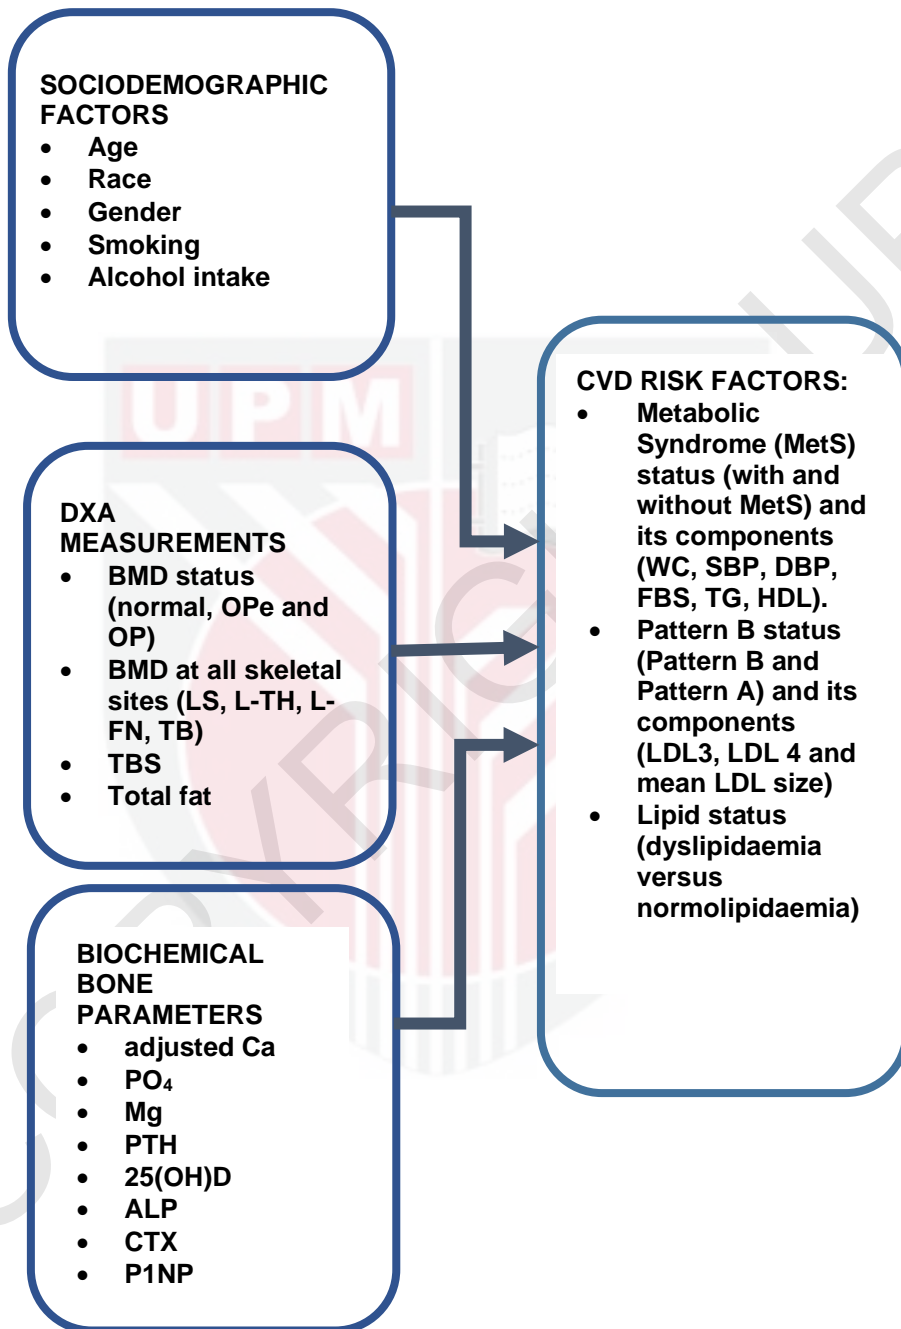 SOCIODEMOGRAPHIC
FACTORS
• Age
• Race
• Gender
• Smoking
• Alcohol intake
DXA
MEASUREMENTS
• BMD status
(normal, OPe and
OP)
• BMD at all skeletal
sites (LS, L-TH, L-
FN, TB)
• TBS
• Total fat
BIOCHEMICAL
BONE
PARAMETERS
• adjusted Ca
• PO₄
• Mg
• PTH
• 25(OH)D
• ALP
• CTX
• P1NP
CVD RISK FACTORS:
• Metabolic
Syndrome (MetS)
status (with and
without MetS) and
its components
(WC, SBP, DBP,
FBS, TG, HDL).
• Pattern B status
(Pattern B and
Pattern A) and its
components
(LDL3, LDL 4 and
mean LDL size)
• Lipid status
(dyslipidaemia
versus
normolipidaemia)
UPM